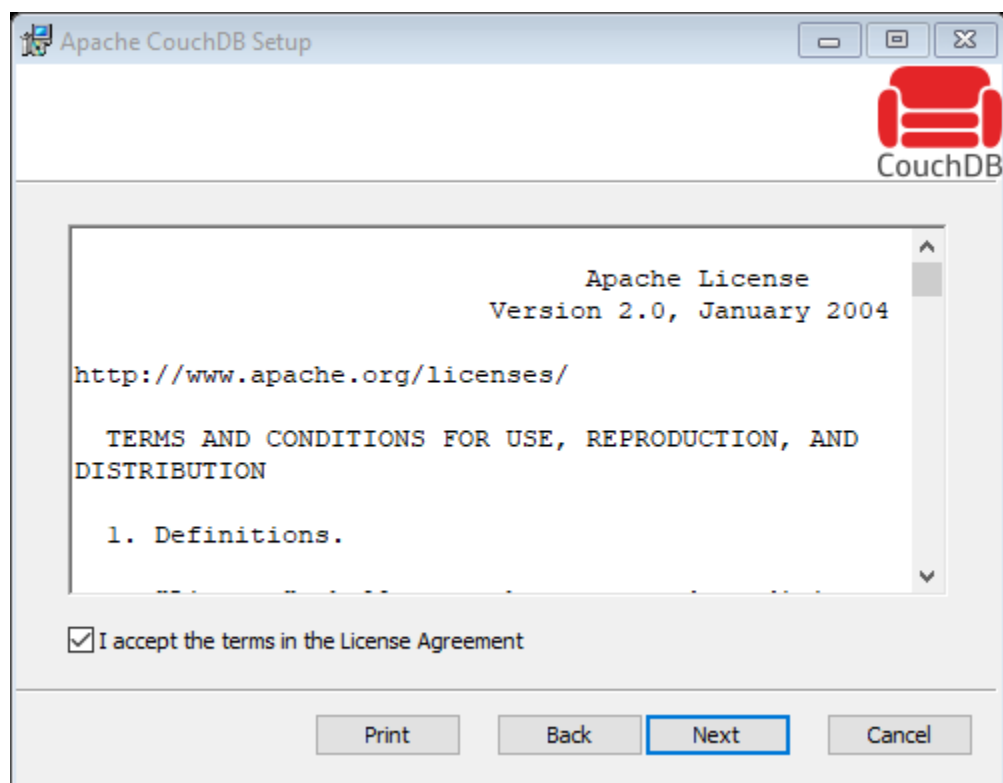 Apache CouchDB Setup
CouchDB
Apache License
Version 2.0, January 2004
http://www.apache.org/licenses/
TERMS AND CONDITIONS FOR USE, REPRODUCTION, AND
DISTRIBUTION
1. Definitions.
I accept the terms in the License Agreement
Print
Back
Next
Cancel